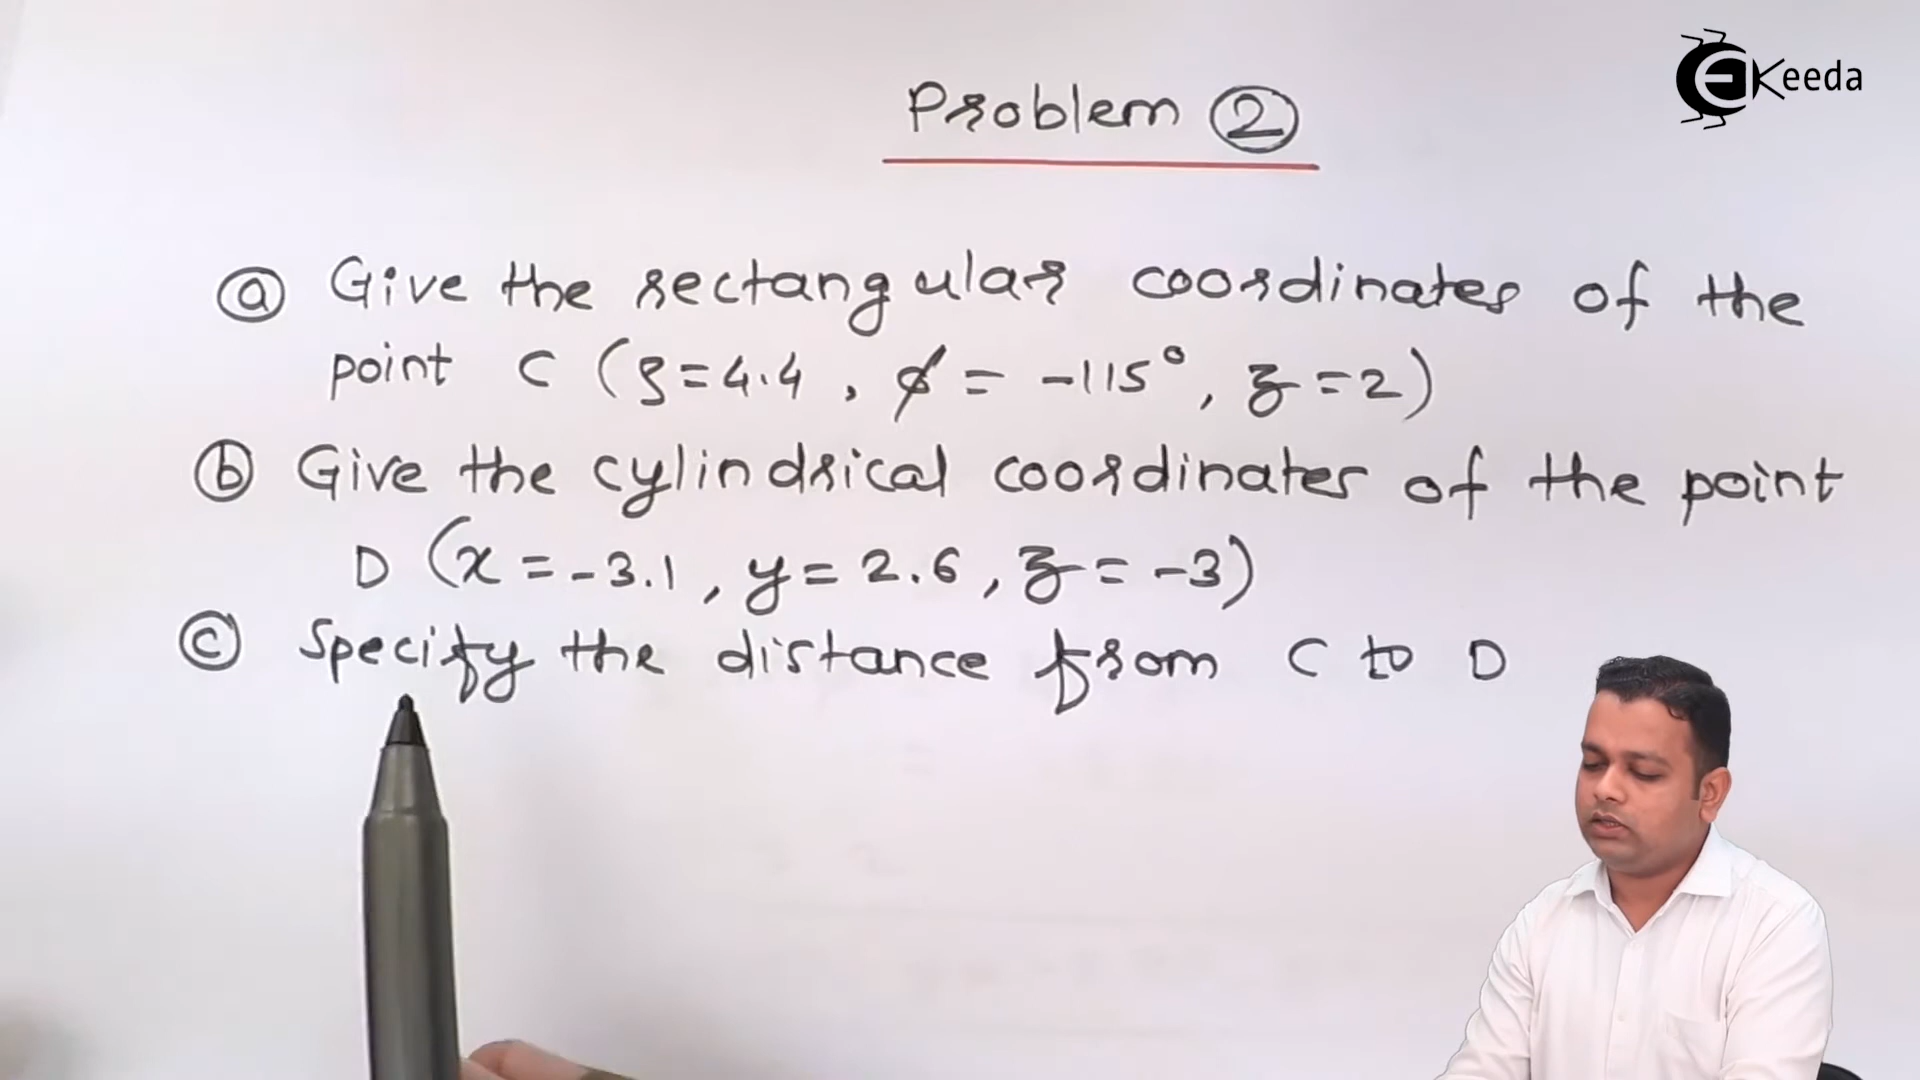 EKeeda
Problem ②
ⓐ Give the rectangular coordinates of the
point C (ρ=4.4, ϕ = -115°, z=2)
ⓑ Give the cylindrical coordinates of the point
D (x=-3.1, y=2.6, z=-3)
ⓒ Specify the distance from C to D